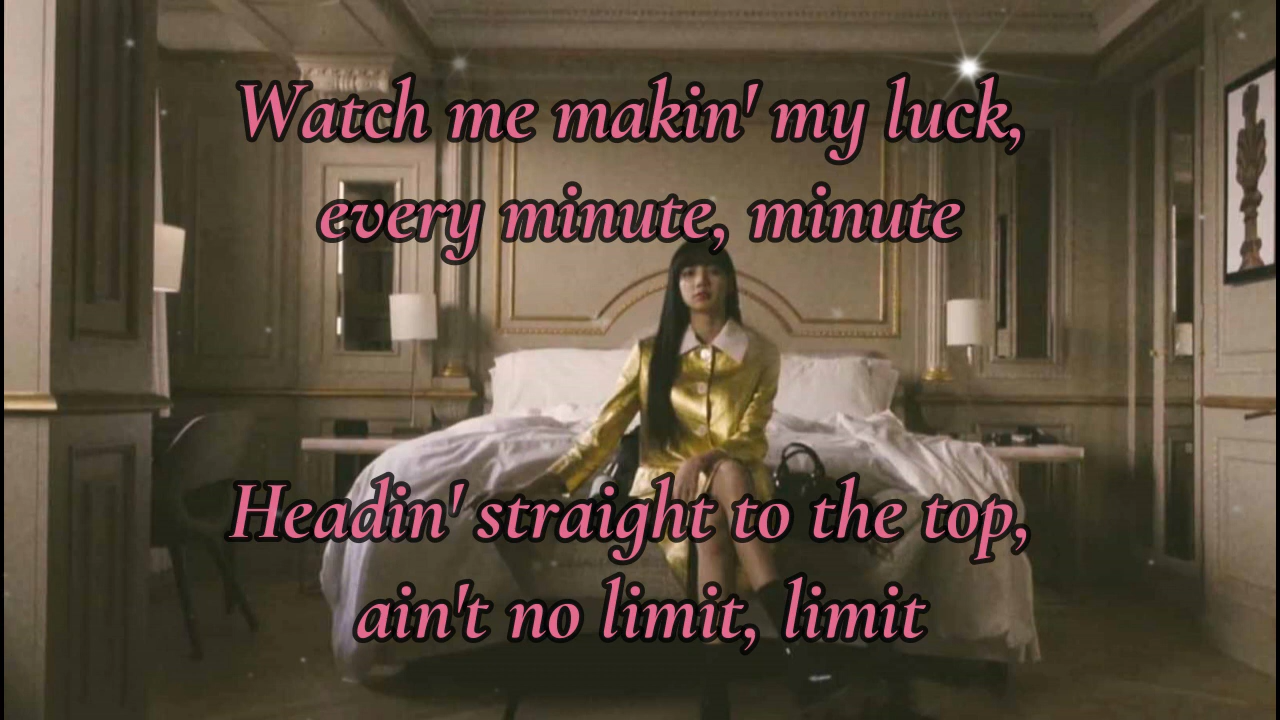 Watch me makin' my luck,
every minute, minute
Headin' straight to the top,
ain't no limit, limit